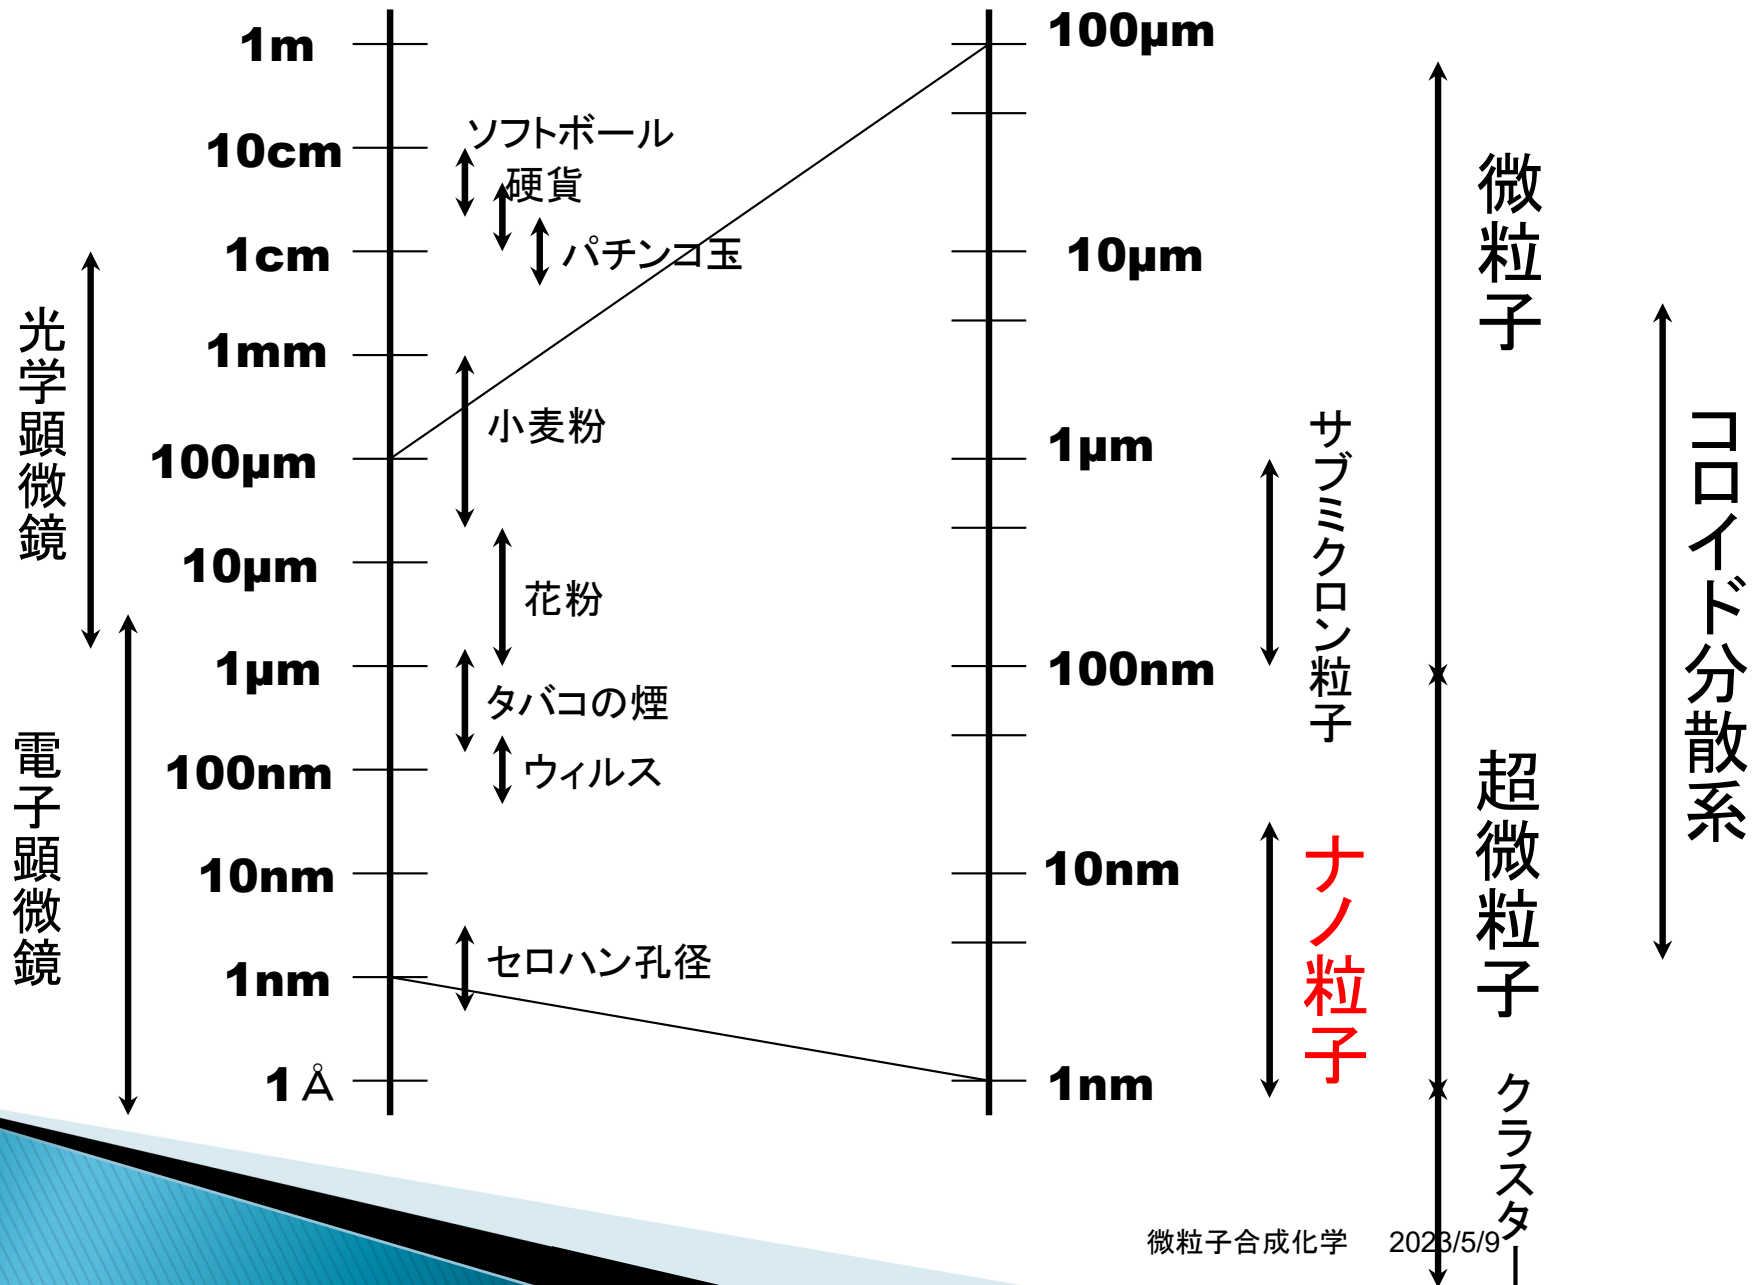 光学顕微鏡
電子顕微鏡
1m
10cm
1cm
1mm
100µm
10µm
1µm
100nm
10nm
1nm
1Å
ソフトボール
硬貨
パチンコ玉
小麦粉
花粉
タバコの煙
ウィルス
セロハン孔径
100µm
10µm
1µm
100nm
10nm
1nm
サブミクロン粒子
ナノ粒子
微粒子
超微粒子
クラスター
コロイド分散系
微粒子合成化学 2023/5/9